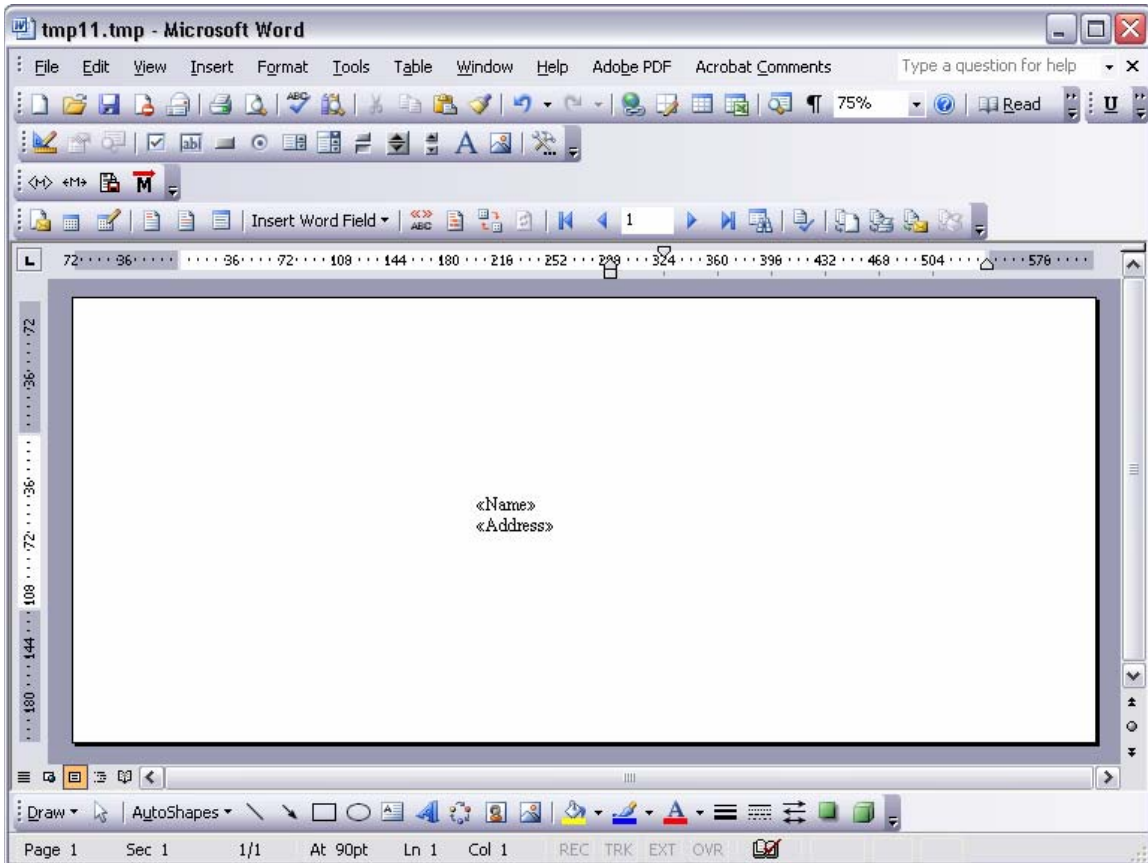 tmp11.tmp - Microsoft Word
File Edit View Insert Format Tools Table Window Help Adobe PDF Acrobat Comments Type a question for help
ABC ¶ 75% Read U
abl A
«M» «M» M
Insert Word Field «» ABC 1
L 72 36 36 72 108 144 180 216 252 288 324 360 396 432 468 504 576
72
36
36
72
108
144
180
«Name»
«Address»
Draw AutoShapes A
Page 1 Sec 1 1/1 At 90pt Ln 1 Col 1 REC TRK EXT OVR